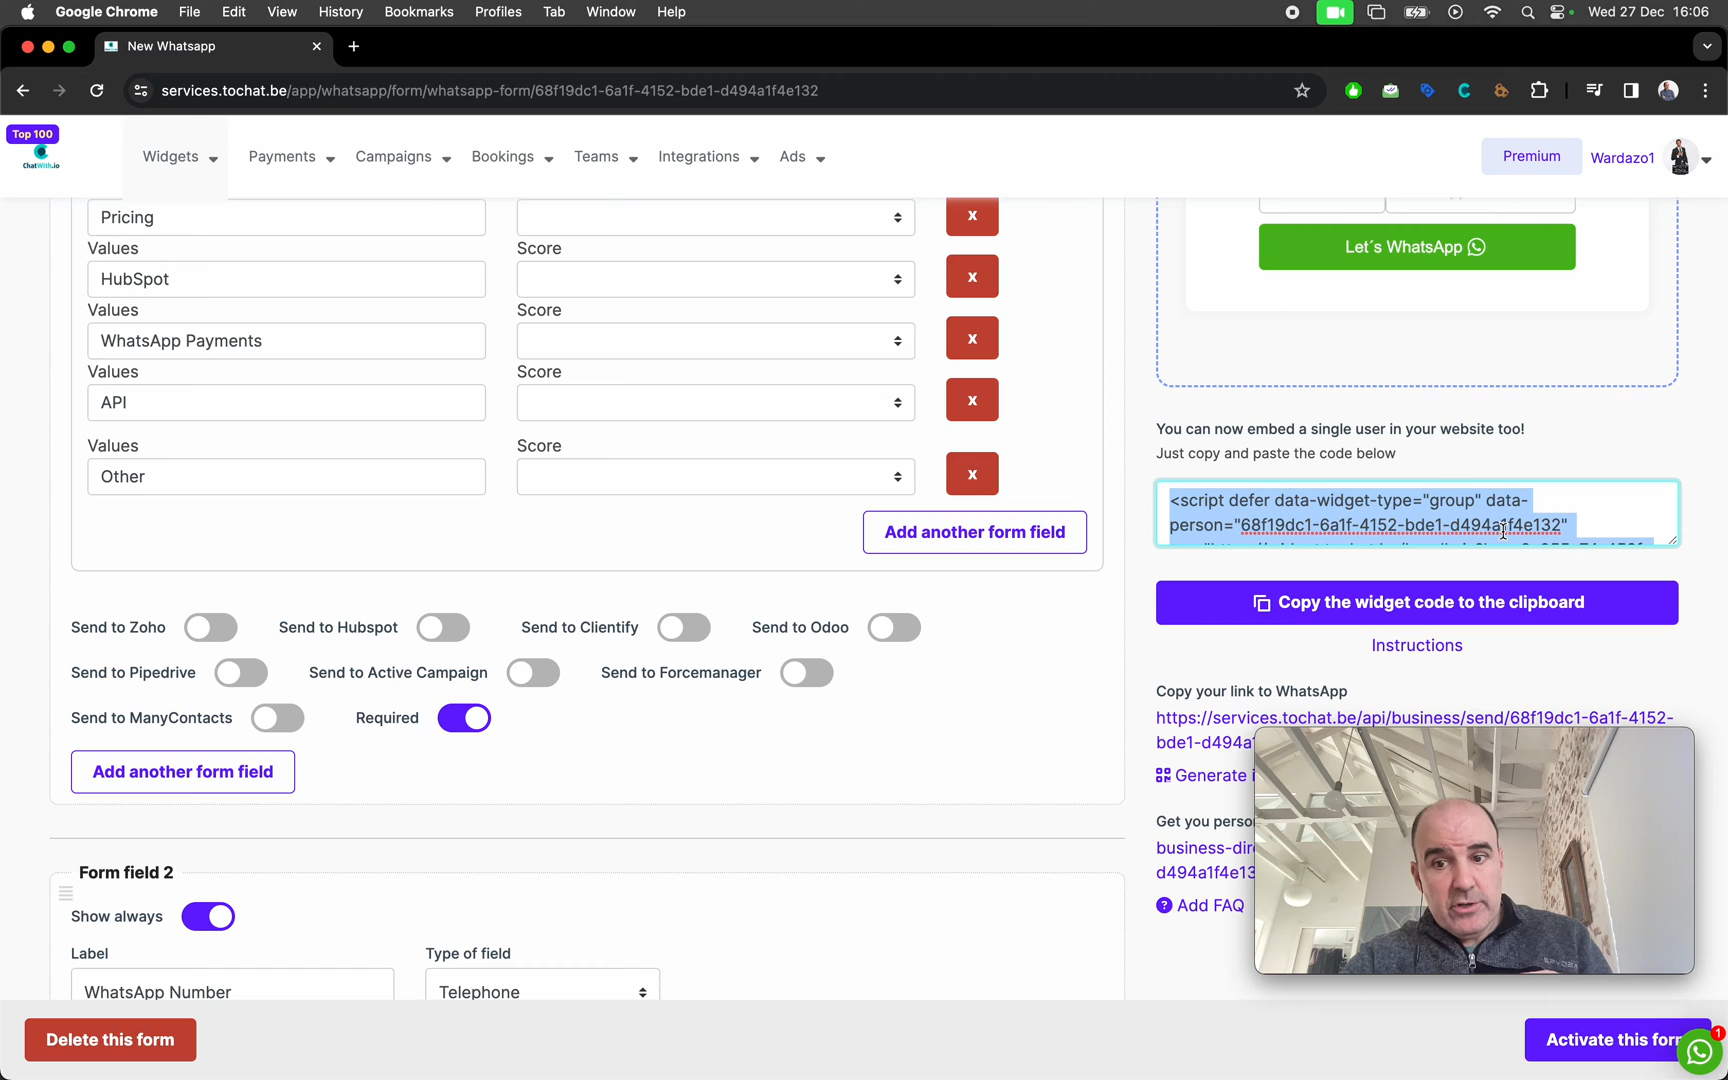 Google Chrome File Edit View History Bookmarks Profiles Tab Window Help Wed 27 Dec 16:06
New Whatsapp
services.tochat.be/app/whatsapp/form/whatsapp-form/68f19dc1-6a1f-4152-bde1-d494a1f4e132
Top 100
ChatWith.io
Widgets Payments Campaigns Bookings Teams Integrations Ads Premium Wardazo1
Pricing x
Values Score
HubSpot x
Values Score
WhatsApp Payments x
Values Score
API x
Values Score
Other x
Add another form field
Send to Zoho Send to Hubspot Send to Clientify Send to Odoo
Send to Pipedrive Send to Active Campaign Send to Forcemanager
Send to ManyContacts Required
Add another form field
Form field 2
Show always
Label Type of field
WhatsApp Number Telephone
Let´s WhatsApp
You can now embed a single user in your website too!
Just copy and paste the code below
<script defer data-widget-type="group" data-
person="68f19dc1-6a1f-4152-bde1-d494a1f4e132"
Copy the widget code to the clipboard
Instructions
Copy your link to WhatsApp
https://services.tochat.be/api/business/send/68f19dc1-6a1f-4152-
bde1-d494a
Generate
Get you perso
business-dir
d494a1f4e13
Add FAQ
Delete this form Activate this for
1